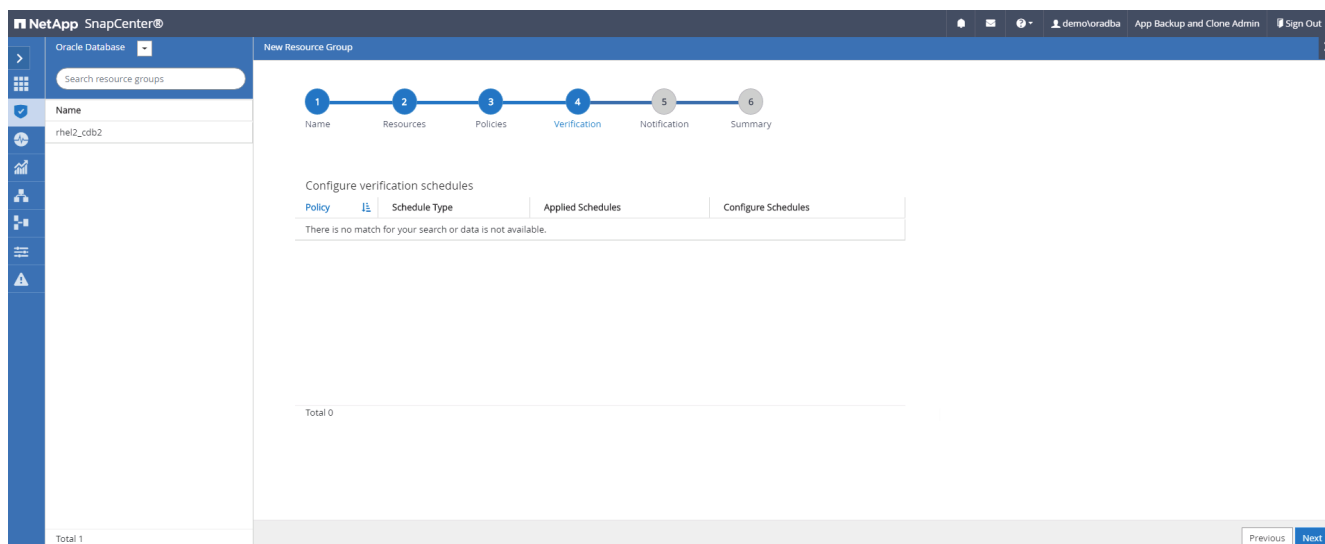 NetApp SnapCenter®
demo\oradba App Backup and Clone Admin Sign Out
Oracle Database
New Resource Group
Search resource groups
Name
rhel2_cdb2
1 2 3 4 5 6
Name Resources Policies Verification Notification Summary
Configure verification schedules
Policy Schedule Type Applied Schedules Configure Schedules
There is no match for your search or data is not available.
Total 0
Total 1
Previous Next